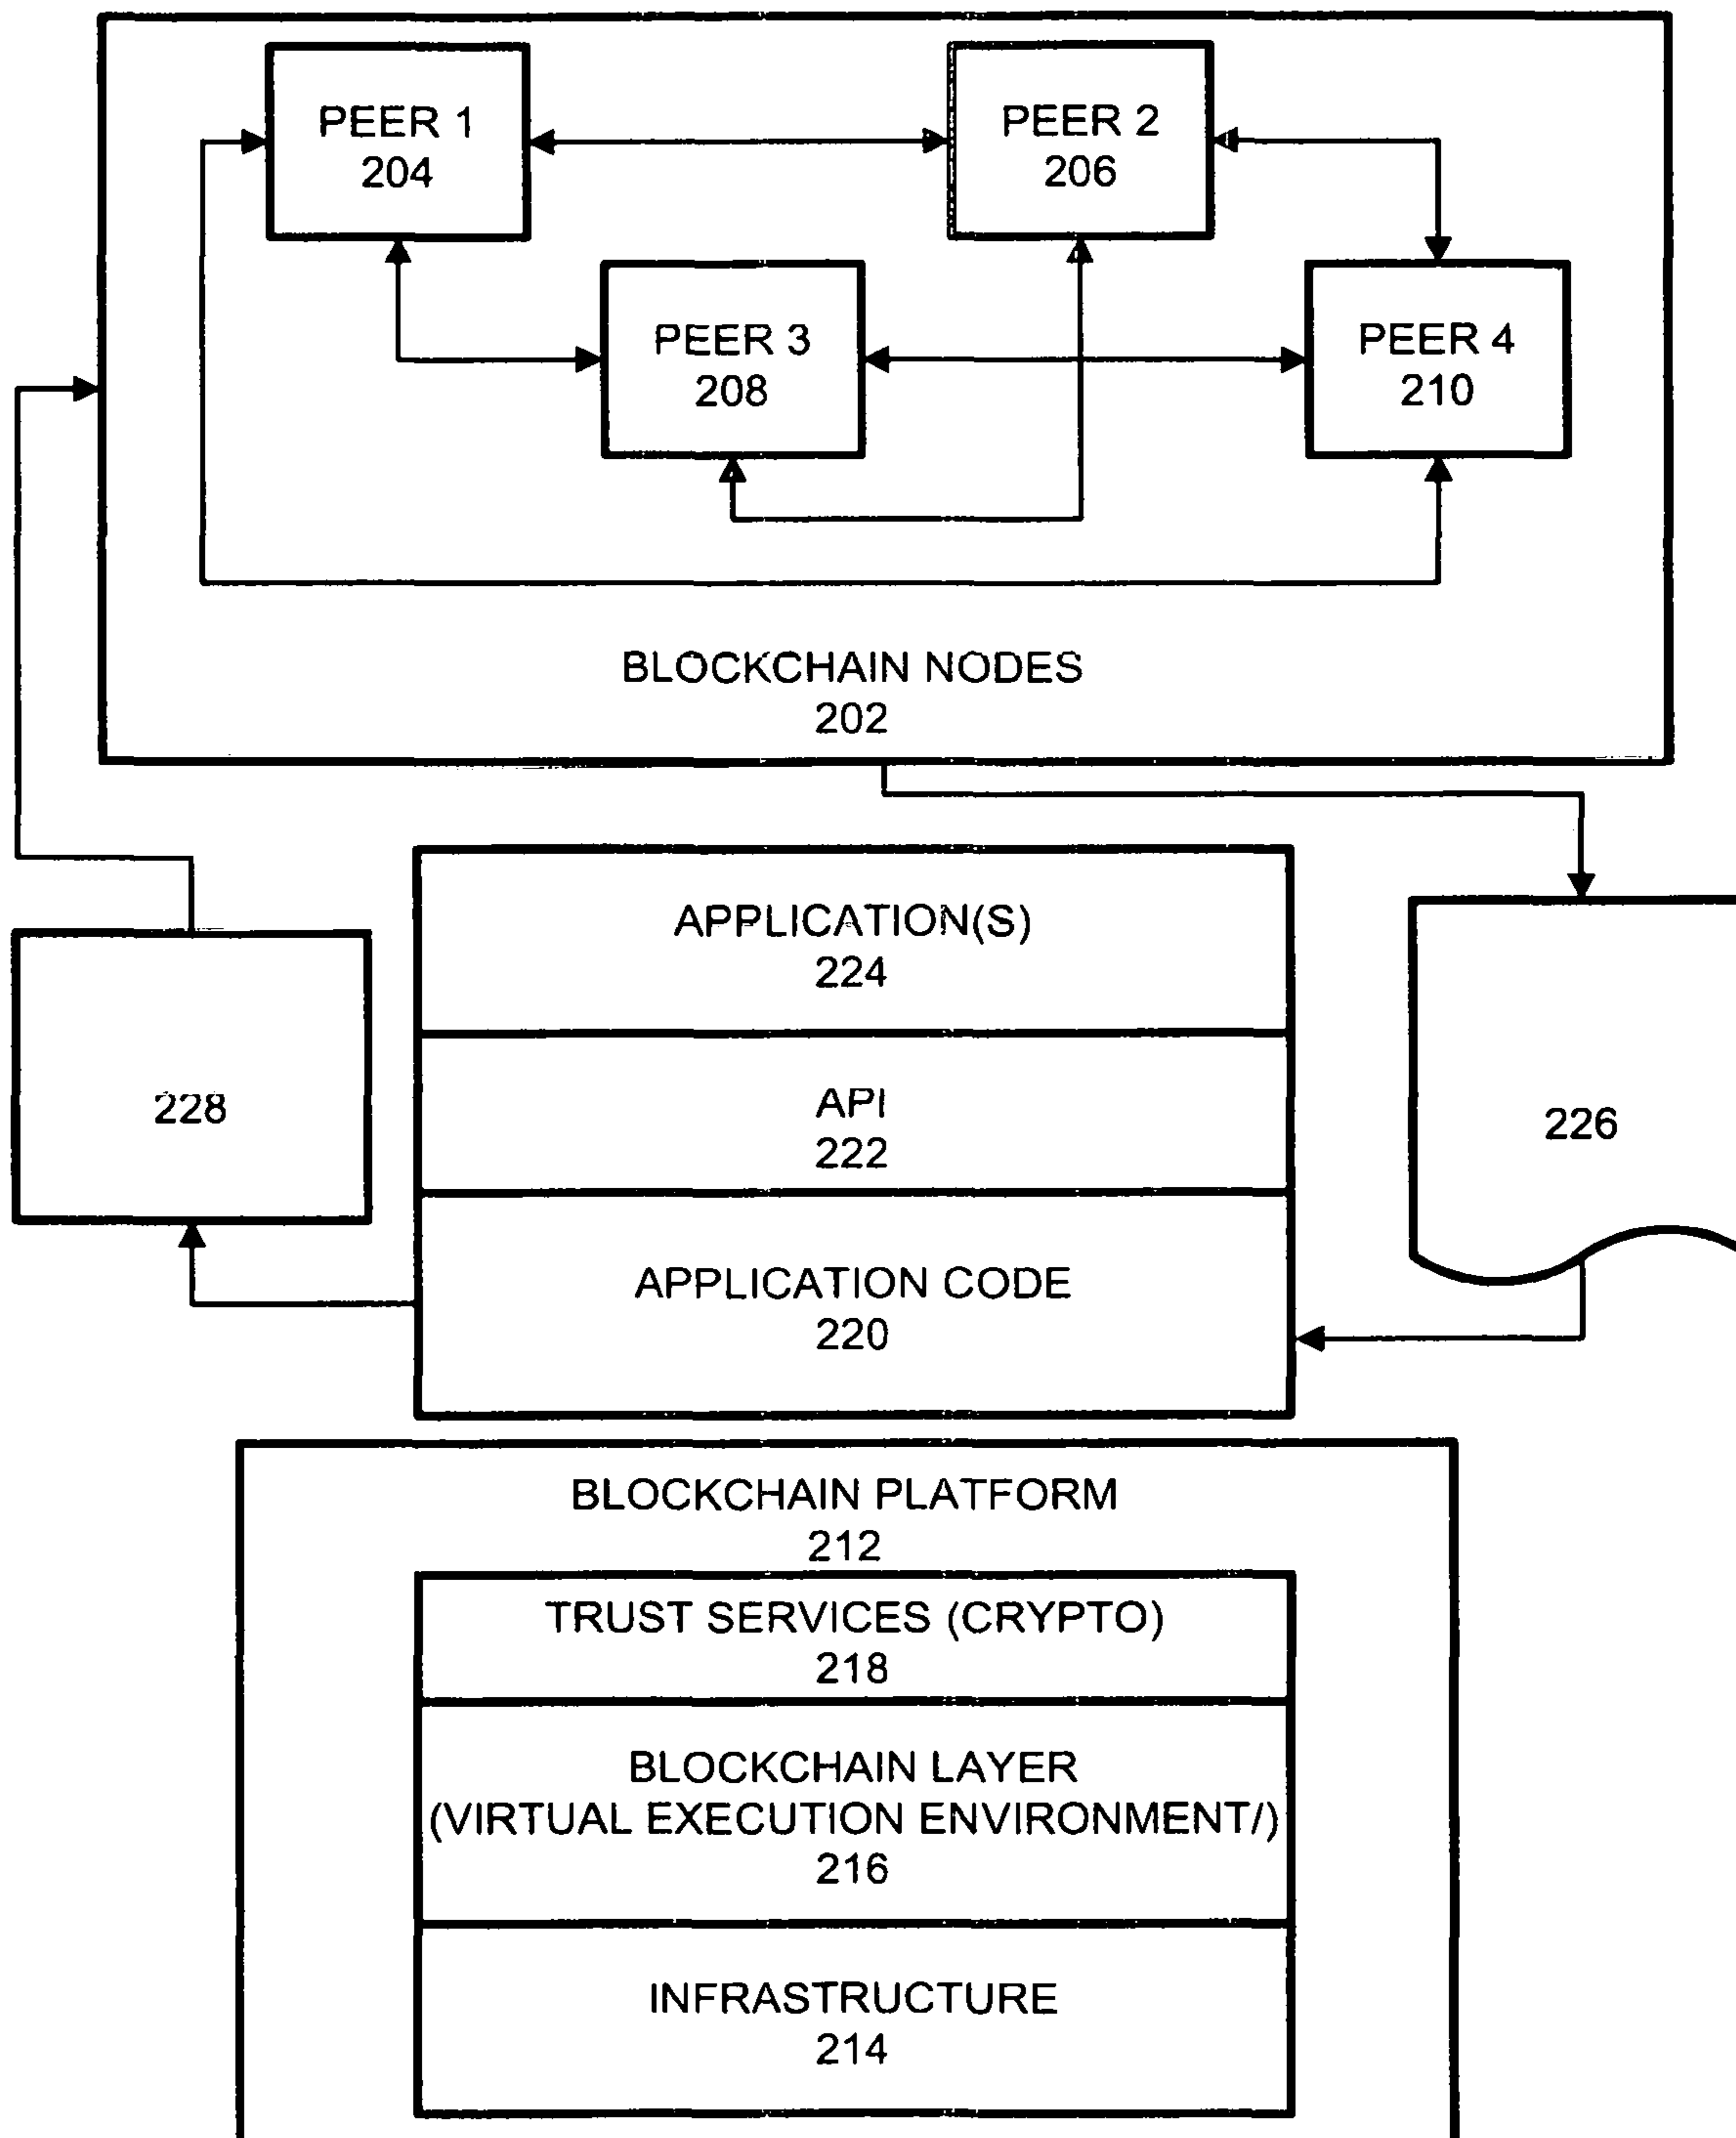 PEER 1
204
PEER 2
206
PEER 3
208
PEER 4
210
BLOCKCHAIN NODES
202
APPLICATION(S)
224
API
222
APPLICATION CODE
220
228
226
BLOCKCHAIN PLATFORM
212
TRUST SERVICES (CRYPTO)
218
BLOCKCHAIN LAYER
(VIRTUAL EXECUTION ENVIRONMENT/)
216
INFRASTRUCTURE
214